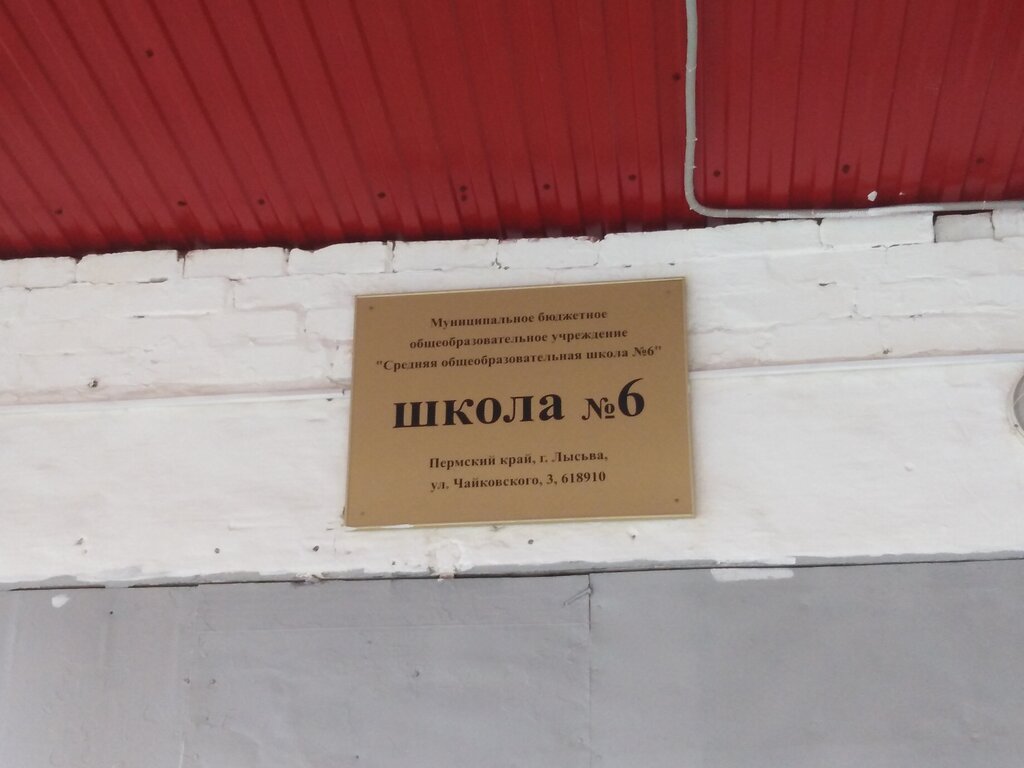 Муниципальное бюджетное
общеобразовательное учреждение
"Средняя общеобразовательная школа №6"
школа №6
Пермский край, г. Лысьва,
ул. Чайковского, 3, 618910